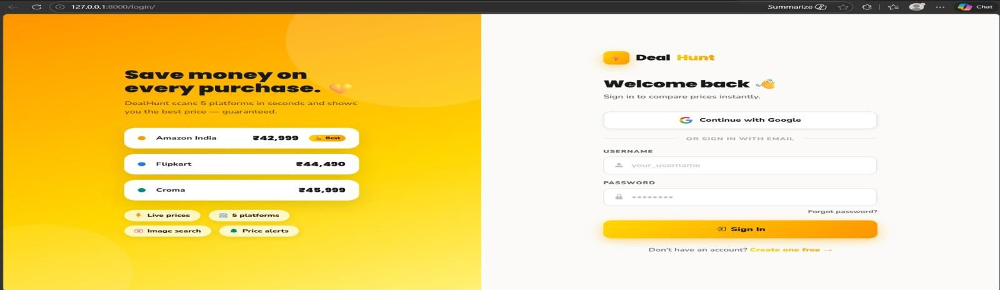 127.0.0.1:8000/login/
Summarize
Chat
Save money on
every purchase.
DealHunt scans 5 platforms in seconds and shows
you the best price — guaranteed.
Amazon India ₹42,999 Best
Flipkart ₹44,490
Croma ₹45,999
Live prices 5 platforms
Image search Price alerts
Deal Hunt
Welcome back
Sign in to compare prices instantly.
Continue with Google
OR SIGN IN WITH EMAIL
USERNAME
your_username
PASSWORD
••••••••
Forgot password?
Sign In
Don't have an account? Create one free →